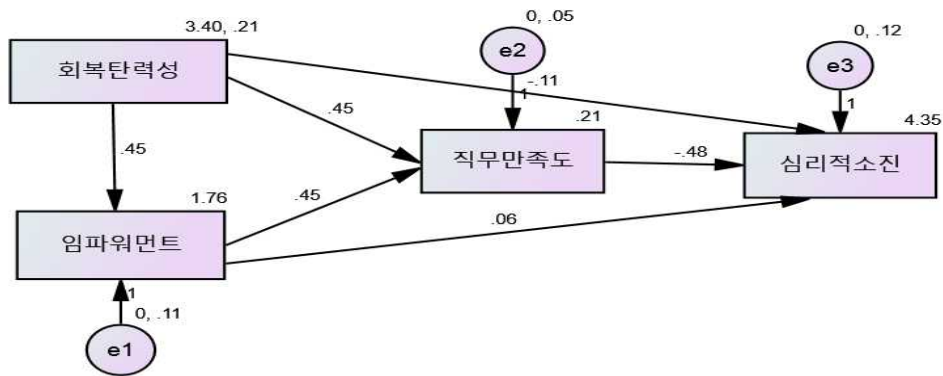 3.40, .21
회복탄력성
0, .05
e2
1
0, .12
e3
1
-.11
.45
.45
.21
직무만족도
-.48
4.35
심리적소진
1.76
임파워먼트
.45
.06
1
0, .11
e1